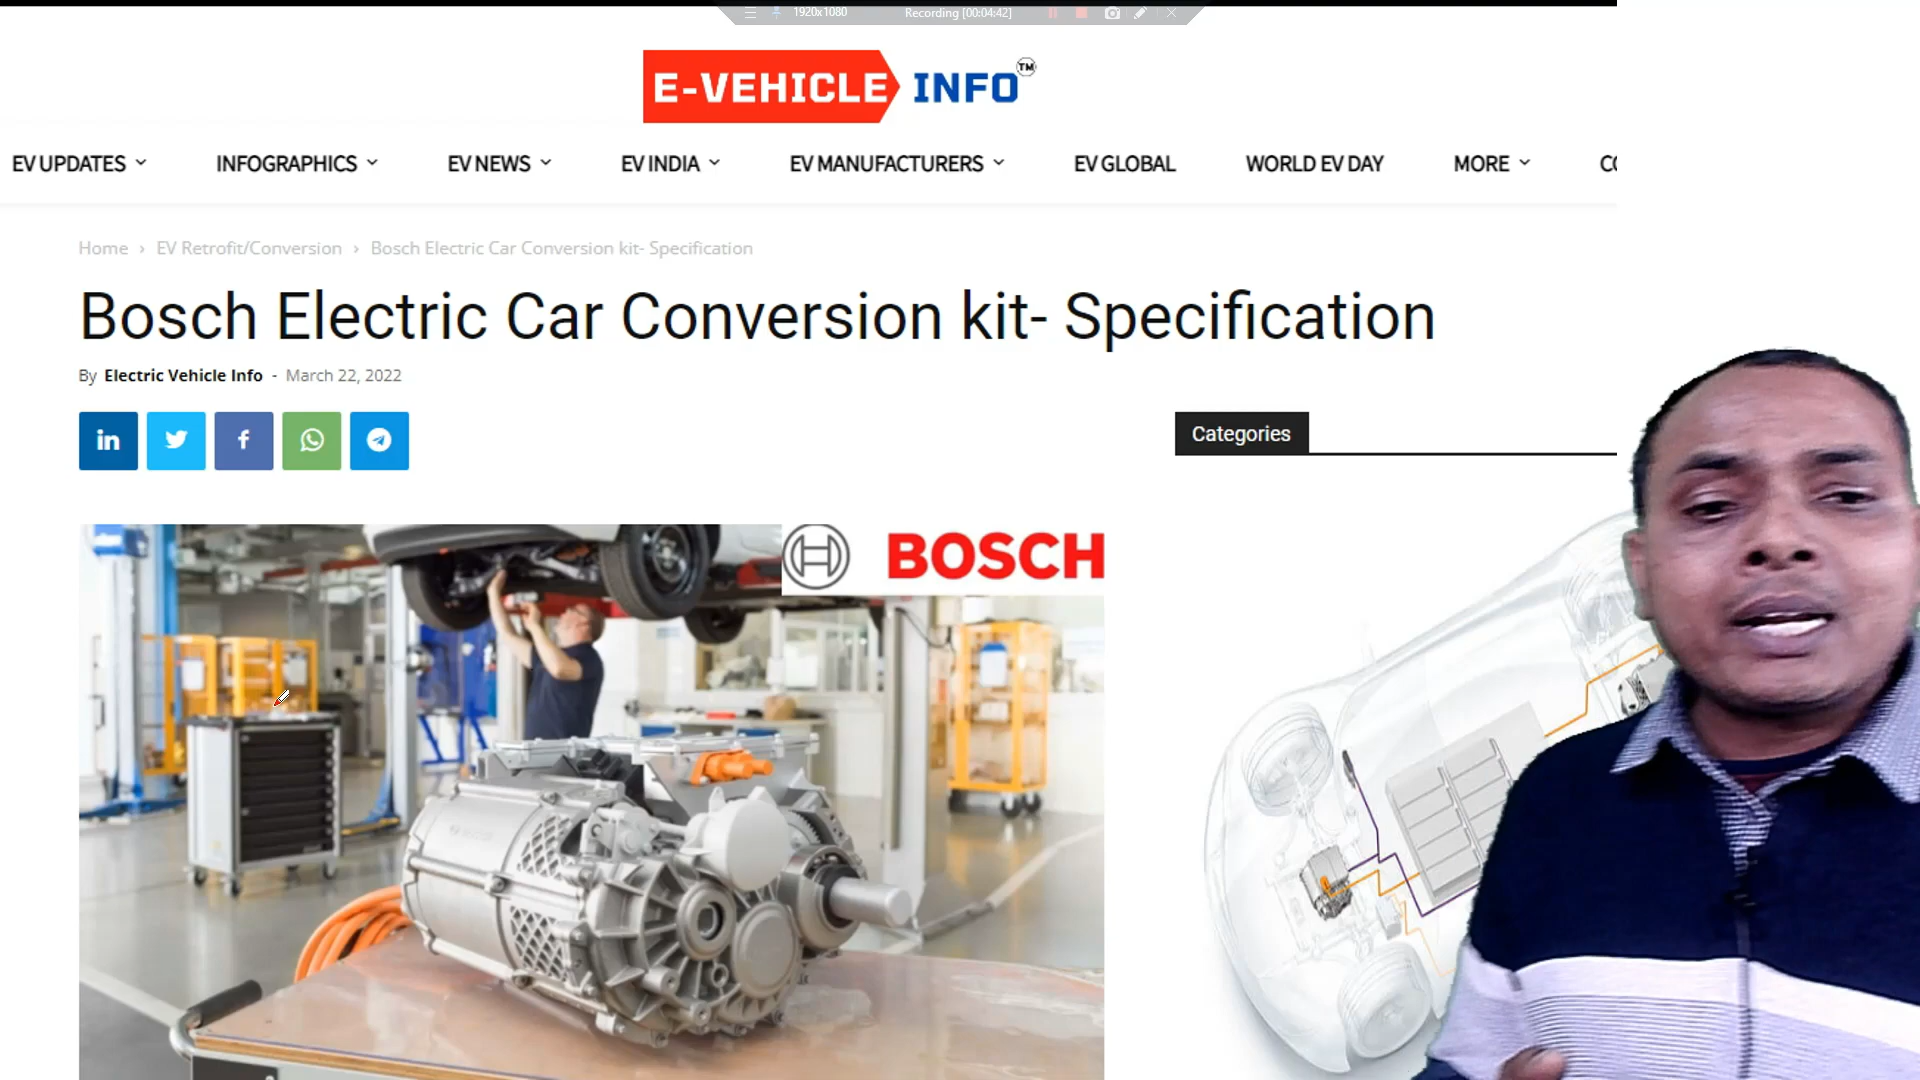 1920x1080 Recording [00:04:42]
E-VEHICLE INFO TM
EV UPDATES INFOGRAPHICS EV NEWS EV INDIA EV MANUFACTURERS EV GLOBAL WORLD EV DAY MORE CO
Home › EV Retrofit/Conversion › Bosch Electric Car Conversion kit- Specification
Bosch Electric Car Conversion kit- Specification
By Electric Vehicle Info - March 22, 2022
in f
Categories
BOSCH